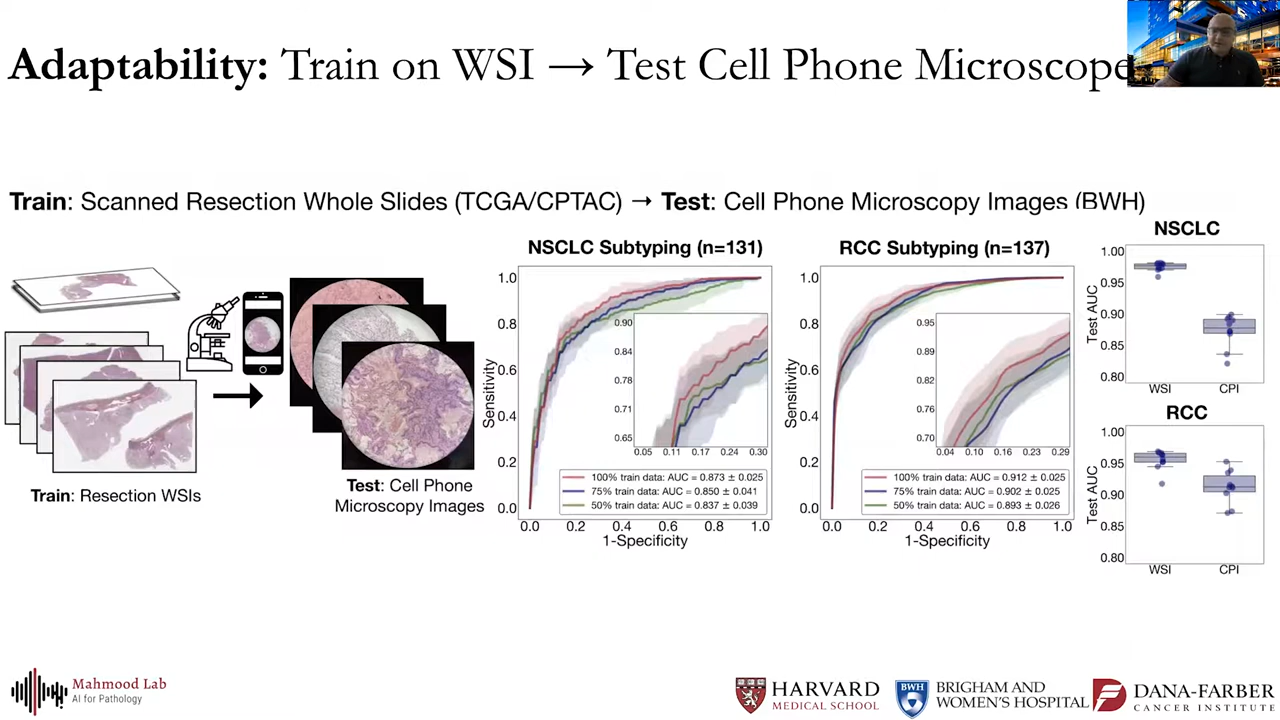 Adaptability: Train on WSI → Test Cell Phone Microscope
Train: Scanned Resection Whole Slides (TCGA/CPTAC) → Test: Cell Phone Microscopy Images (BWH)
Train: Resection WSIs
Test: Cell Phone
Microscopy Images
NSCLC Subtyping (n=131)
Sensitivity
1.0
0.8
0.6
0.4
0.2
0.0
0.90
0.84
0.78
0.71
0.65
0.05 0.11 0.17 0.24 0.30
100% train data: AUC = 0.873 ± 0.025
75% train data: AUC = 0.850 ± 0.041
50% train data: AUC = 0.837 ± 0.039
0.0 0.2 0.4 0.6 0.8 1.0
1-Specificity
RCC Subtyping (n=137)
Sensitivity
1.0
0.8
0.6
0.4
0.2
0.0
0.95
0.89
0.82
0.76
0.70
0.04 0.10 0.16 0.23 0.29
100% train data: AUC = 0.912 ± 0.025
75% train data: AUC = 0.902 ± 0.025
50% train data: AUC = 0.893 ± 0.026
0.0 0.2 0.4 0.6 0.8 1.0
1-Specificity
NSCLC
Test AUC
1.00
0.95
0.90
0.85
0.80
WSI CPI
RCC
Test AUC
1.00
0.95
0.90
0.85
0.80
WSI CPI
Mahmood Lab
AI for Pathology
HARVARD
MEDICAL SCHOOL
BWH
BRIGHAM AND
WOMEN'S HOSPITAL
DANA-FARBER
CANCER INSTITUTE